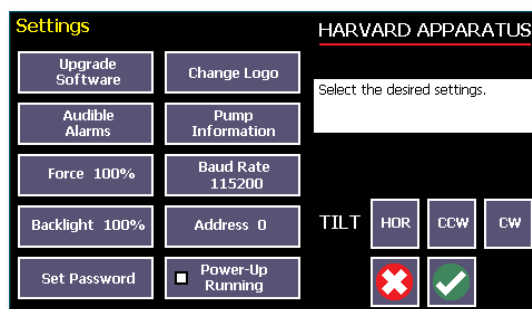 Settings
HARVARD APPARATUS
Upgrade
Software
Change Logo
Select the desired settings.
Audible
Alarms
Pump
Information
Force 100%
Baud Rate
115200
Backlight 100%
Address 0
TILT
HOR
CCW
CW
Set Password
Power-Up
Running